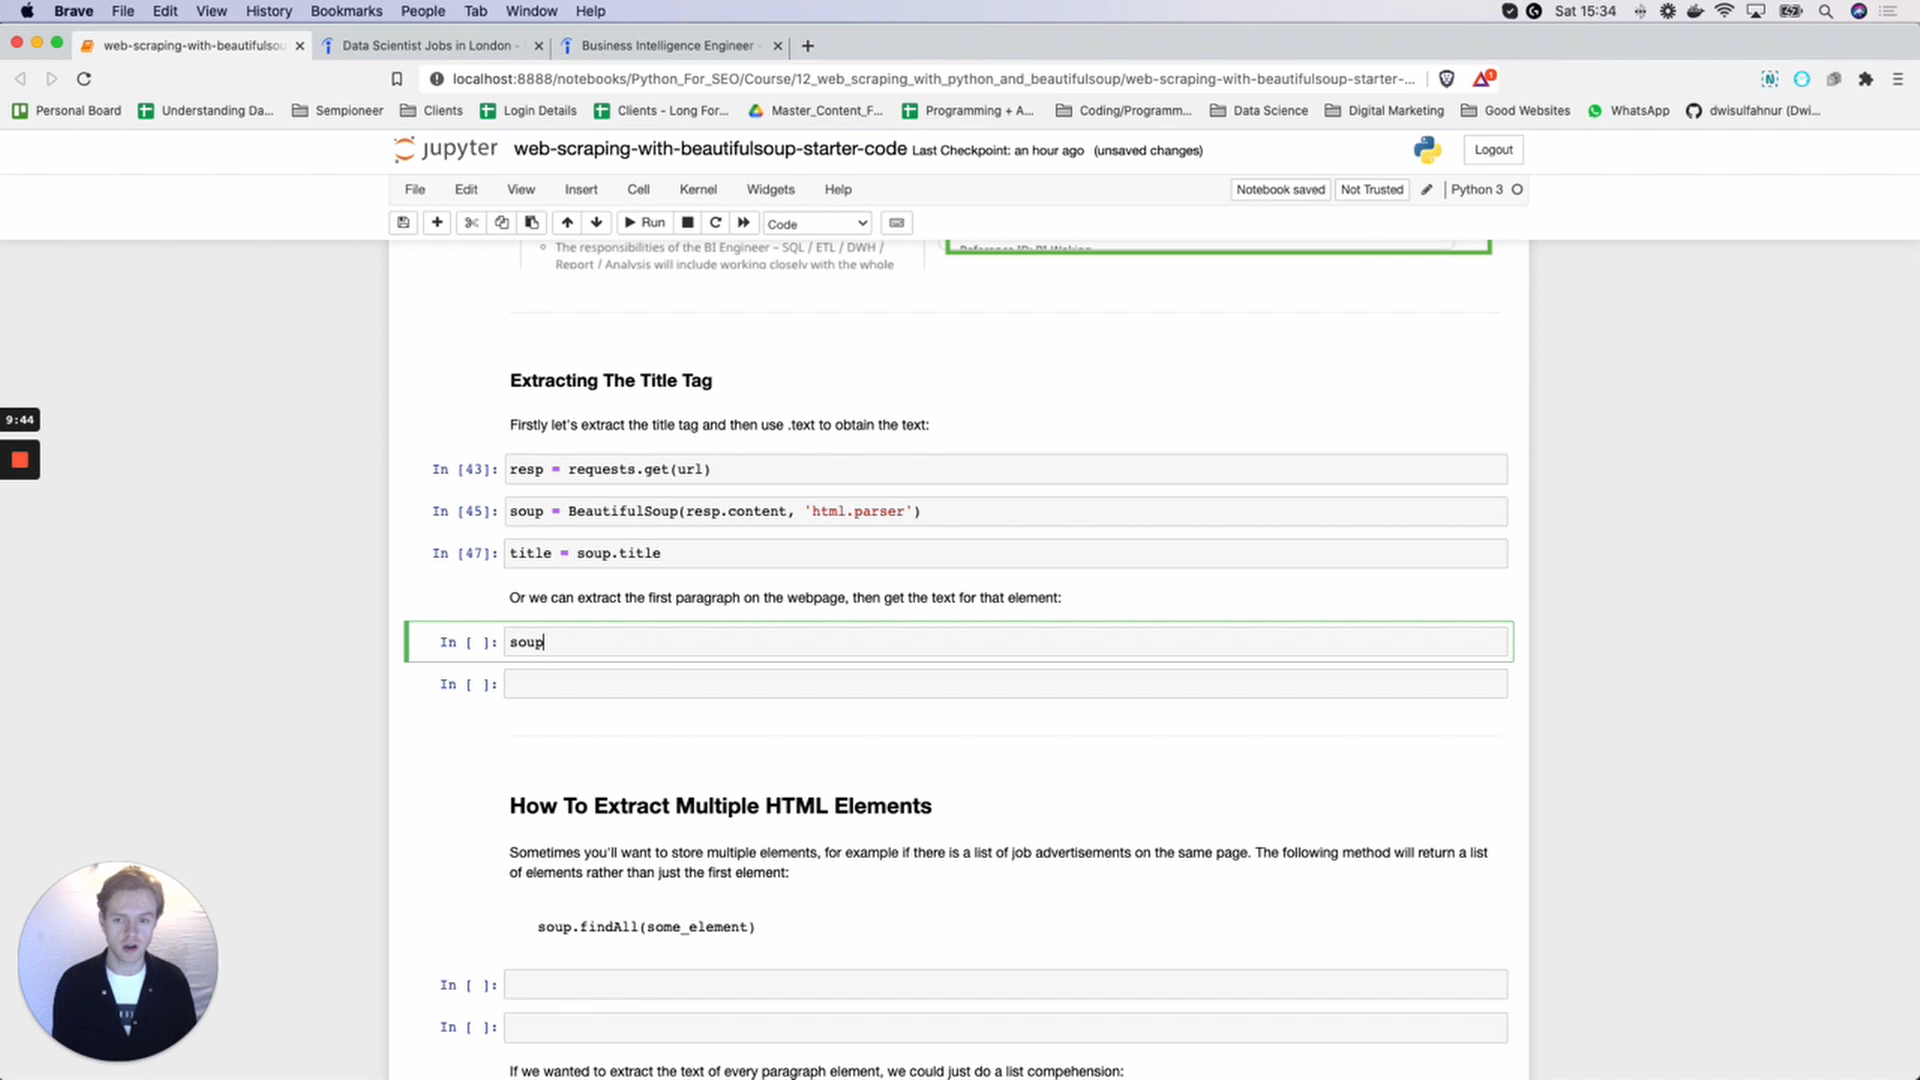 Brave File Edit View History Bookmarks People Tab Window Help Sat 15:34
web-scraping-with-beautifulsou Data Scientist Jobs in London - Business Intelligence Engineer -
localhost:8888/notebooks/Python_For_SEO/Course/12_web_scraping_with_python_and_beautifulsoup/web-scraping-with-beautifulsoup-starter-... 1
Personal Board Understanding Da... Sempioneer Clients Login Details Clients - Long For... Master_Content_F... Programming + A... Coding/Programm... Data Science Digital Marketing Good Websites WhatsApp dwisulfahnur (Dwi...
jupyter web-scraping-with-beautifulsoup-starter-code Last Checkpoint: an hour ago (unsaved changes) Logout
File Edit View Insert Cell Kernel Widgets Help Notebook saved Not Trusted Python 3
Run Code
The responsibilities of the BI Engineer – SQL / ETL / DWH /
Report / Analysis will include working closely with the whole
Reference ID: BI Woking
Extracting The Title Tag
9:44
Firstly let's extract the title tag and then use .text to obtain the text:
In [43]: resp = requests.get(url)
In [45]: soup = BeautifulSoup(resp.content, 'html.parser')
In [47]: title = soup.title
Or we can extract the first paragraph on the webpage, then get the text for that element:
In [ ]: soup
In [ ]:
How To Extract Multiple HTML Elements
Sometimes you'll want to store multiple elements, for example if there is a list of job advertisements on the same page. The following method will return a list
of elements rather than just the first element:
soup.findAll(some_element)
In [ ]:
In [ ]:
If we wanted to extract the text of every paragraph element, we could just do a list compehension: